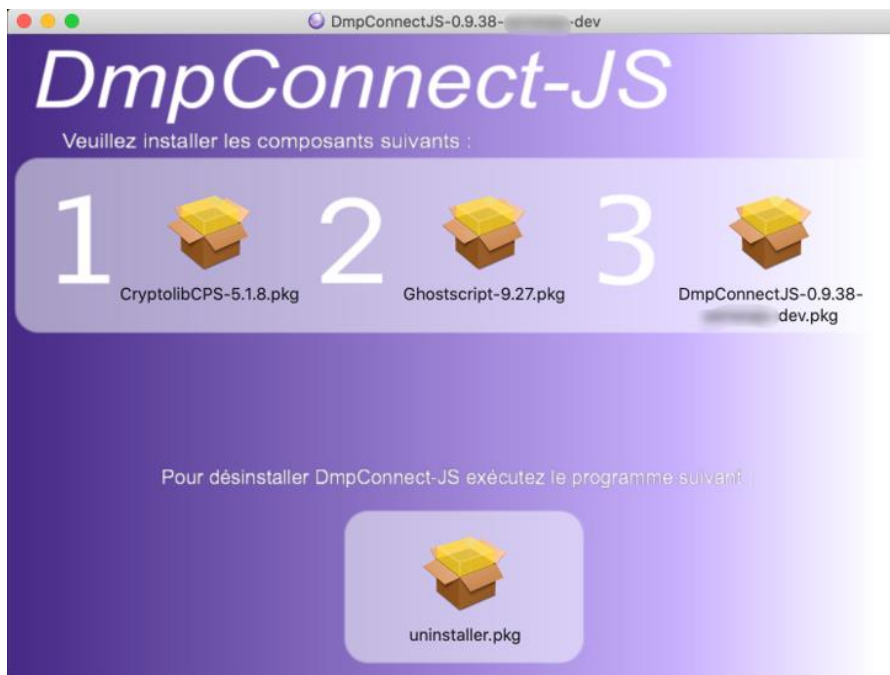 DmpConnectJS-0.9.38- -dev
DmpConnect-JS
Veuillez installer les composants suivants :
1 2 3
CryptolibCPS-5.1.8.pkg Ghostscript-9.27.pkg DmpConnectJS-0.9.38-
dev.pkg
Pour désinstaller DmpConnect-JS exécutez le programme suivant :
uninstaller.pkg